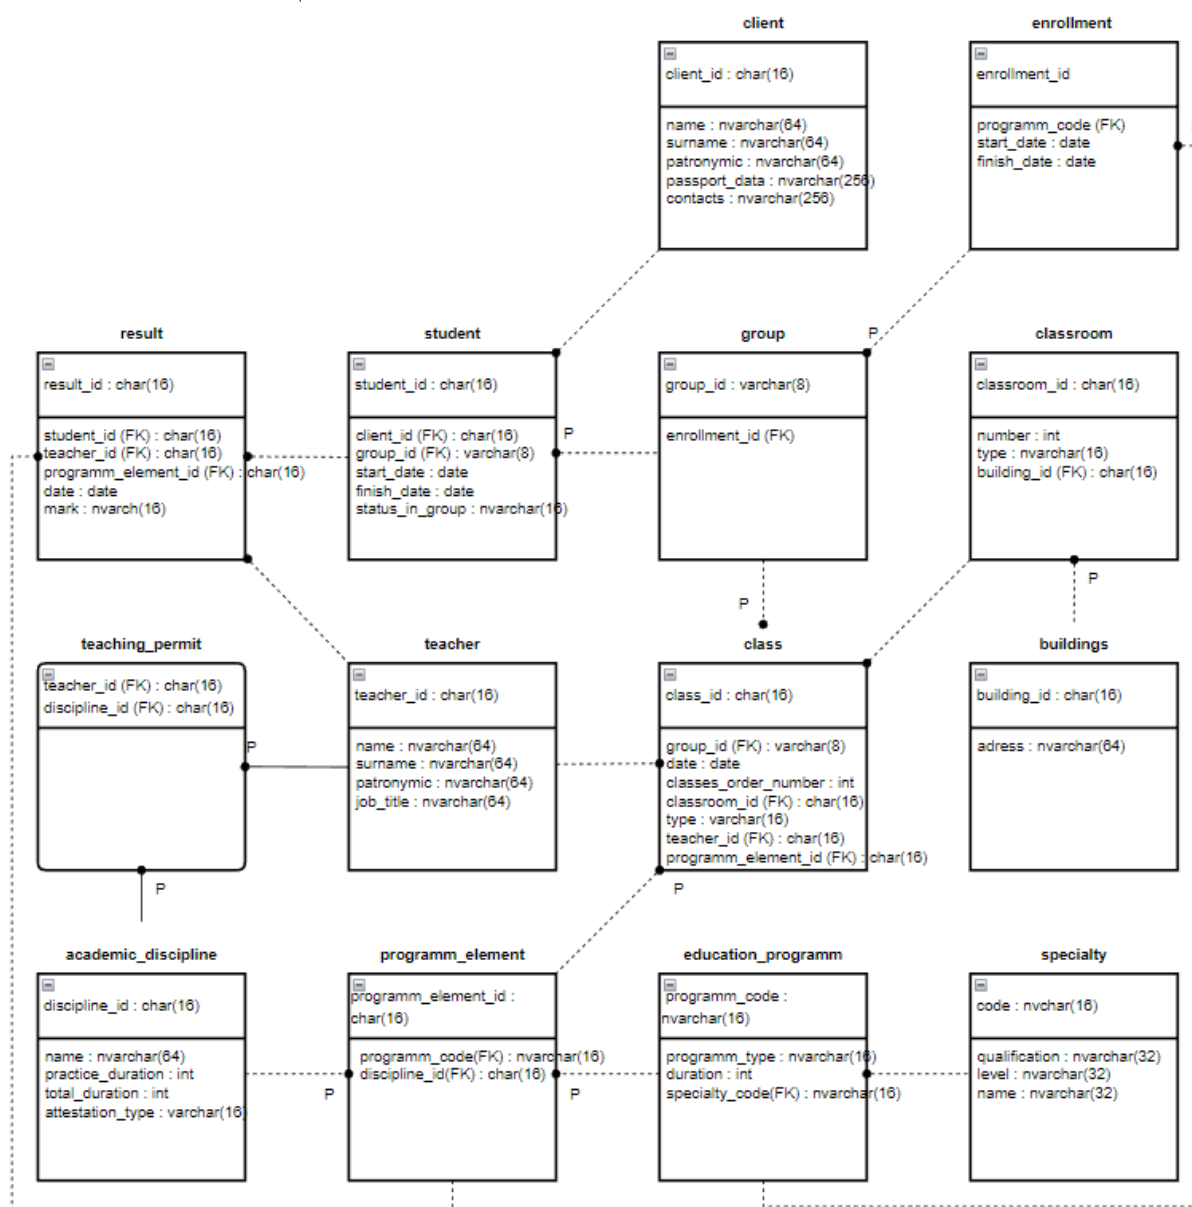 client
client_id : char(16)
name : nvarchar(64)
surname : nvarchar(64)
patronymic : nvarchar(64)
passport_data : nvarchar(256)
contacts : nvarchar(256)
enrollment
enrollment_id
programm_code (FK)
start_date : date
finish_date : date
result
result_id : char(16)
student_id (FK) : char(16)
teacher_id (FK) : char(16)
programm_element_id (FK) : char(16)
date : date
mark : nvarch(16)
student
student_id : char(16)
client_id (FK) : char(16)
group_id (FK) : varchar(8)
start_date : date
finish_date : date
status_in_group : nvarchar(16)
P
group
group_id : varchar(8)
enrollment_id (FK)
P
P
classroom
classroom_id : char(16)
number : int
type : nvarchar(16)
building_id (FK) : char(16)
P
teaching_permit
teacher_id (FK) : char(16)
discipline_id (FK) : char(16)
P
P
teacher
teacher_id : char(16)
name : nvarchar(64)
surname : nvarchar(64)
patronymic : nvarchar(64)
job_title : nvarchar(64)
class
class_id : char(16)
group_id (FK) : varchar(8)
date : date
classes_order_number : int
classroom_id (FK) : char(16)
type : varchar(16)
teacher_id (FK) : char(16)
programm_element_id (FK) : char(16)
P
buildings
building_id : char(16)
adress : nvarchar(64)
academic_discipline
discipline_id : char(16)
name : nvarchar(64)
practice_duration : int
total_duration : int
attestation_type : varchar(16)
P
programm_element
programm_element_id :
char(16)
programm_code(FK) : nvarchar(16)
discipline_id(FK) : char(16)
P
education_programm
programm_code :
nvarchar(16)
programm_type : nvarchar(16)
duration : int
specialty_code(FK) : nvarchar(16)
specialty
code : nvchar(16)
qualification : nvarchar(32)
level : nvarchar(32)
name : nvarchar(32)